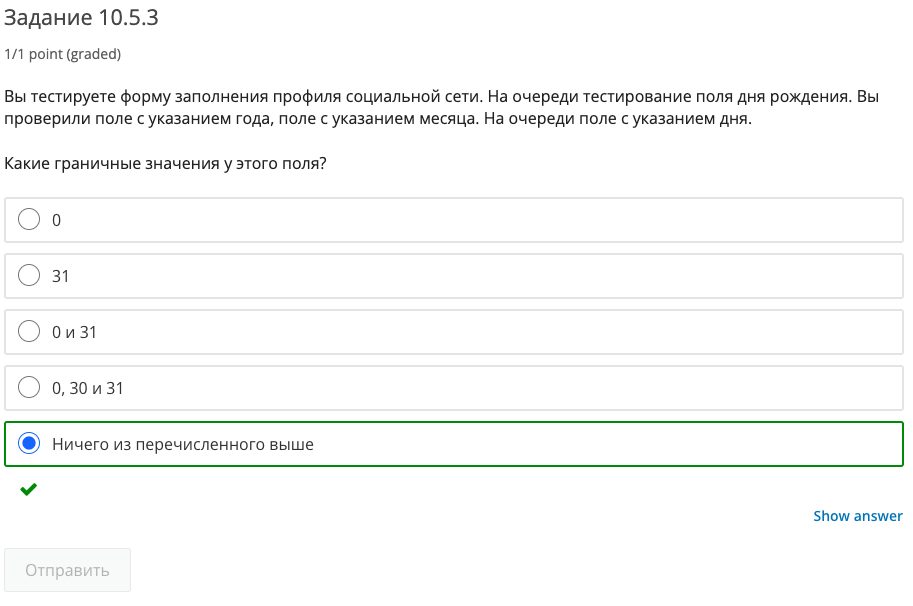 Задание 10.5.3
1/1 point (graded)
Вы тестируете форму заполнения профиля социальной сети. На очереди тестирование поля дня рождения. Вы
проверили поле с указанием года, поле с указанием месяца. На очереди поле с указанием дня.
Какие граничные значения у этого поля?
0
31
0 и 31
0, 30 и 31
Ничего из перечисленного выше
Show answer
Отправить